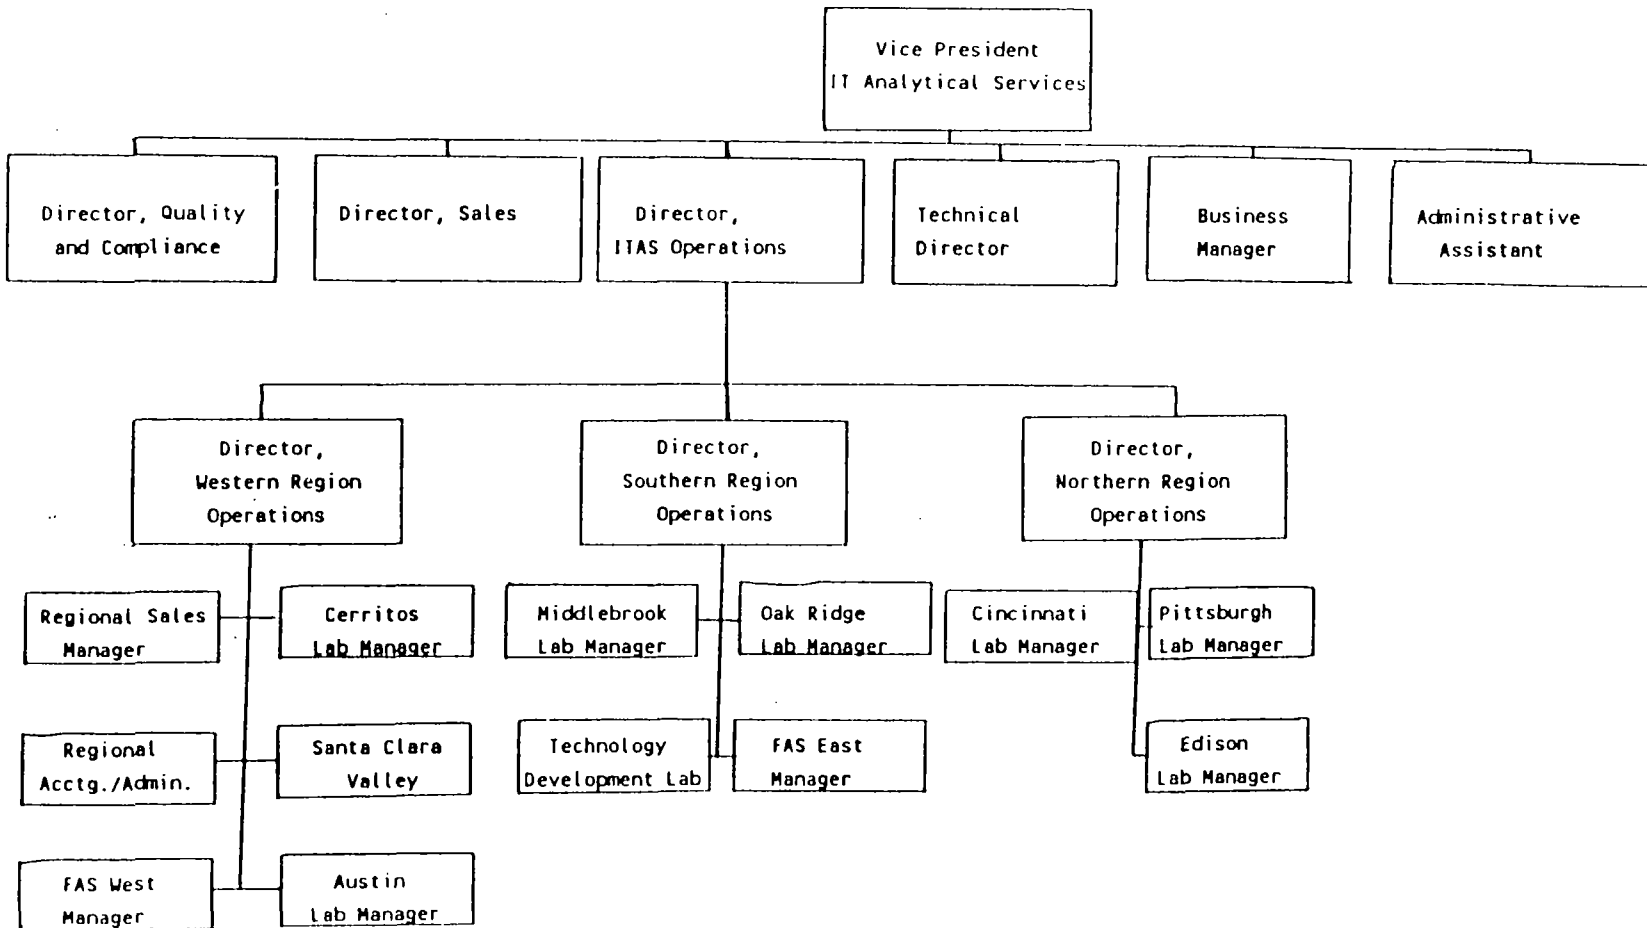 Vice President
IT Analytical Services
Director, Quality
and Compliance
Director, Sales
Director,
ITAS Operations
Technical
Director
Business
Manager
Administrative
Assistant
Director,
Western Region
Operations
Director,
Southern Region
Operations
Director,
Northern Region
Operations
Regional Sales
Manager
Cerritos
Lab Manager
Middlebrook
Lab Manager
Oak Ridge
Lab Manager
Cincinnati
Lab Manager
Pittsburgh
Lab Manager
Regional
Acctg./Admin.
Santa Clara
Valley
Technology
Development Lab
FAS East
Manager
Edison
Lab Manager
FAS West
Manager
Austin
Lab Manager